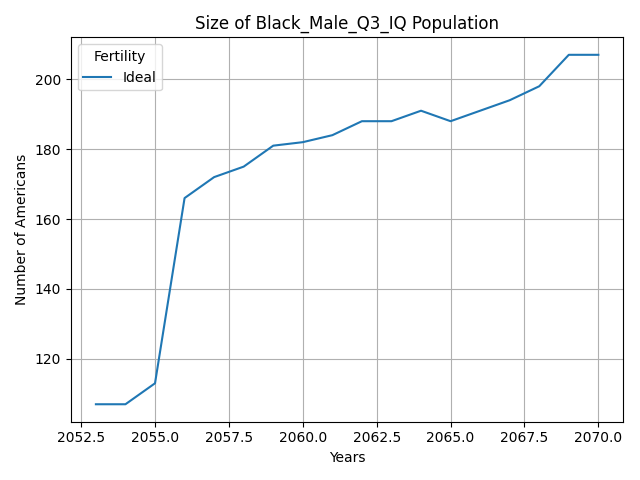 Size of Black_Male_Q3_IQ Population
Fertility
Ideal
Number of Americans
200
180
160
140
120
2052.5 2055.0 2057.5 2060.0 2062.5 2065.0 2067.5 2070.0
Years